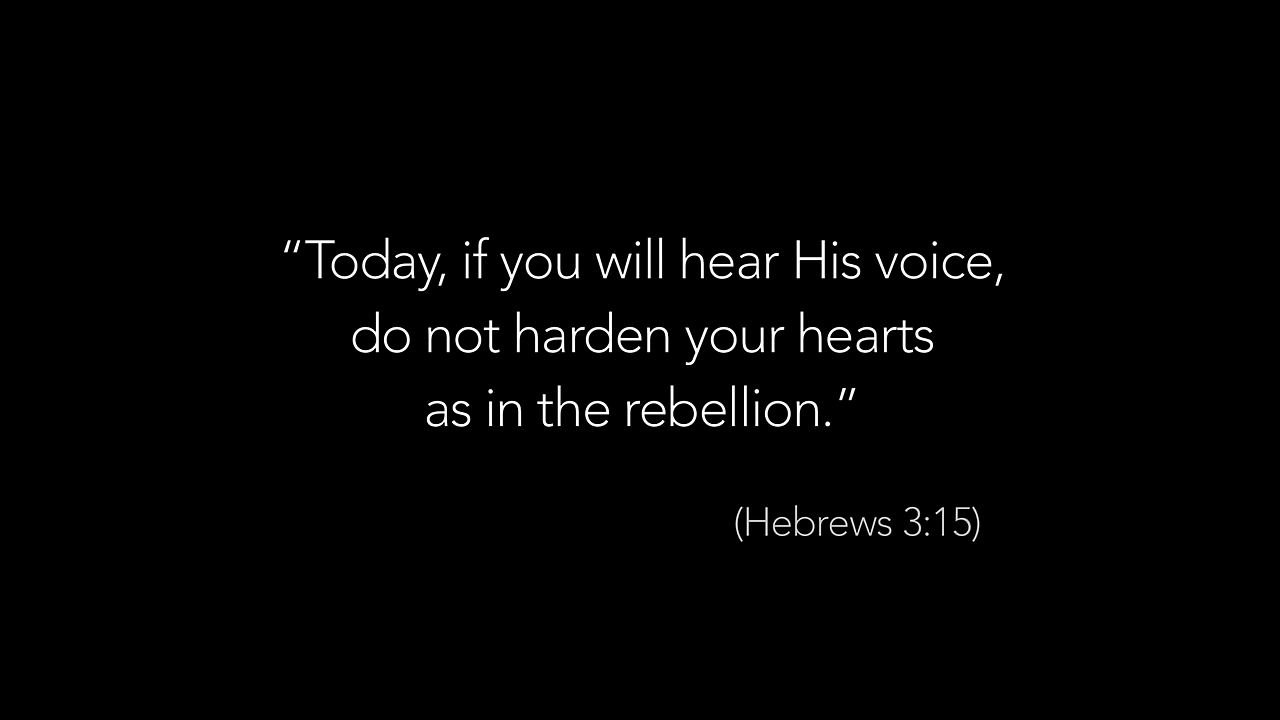 “Today, if you will hear His voice,
do not harden your hearts
as in the rebellion.”
(Hebrews 3:15)